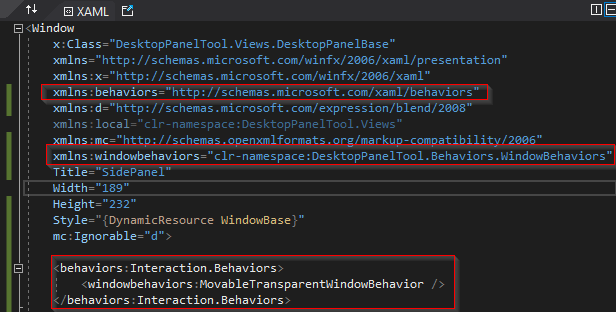 XAML
<Window
x:Class="DesktopPanelTool.Views.DesktopPanelBase"
xmlns="http://schemas.microsoft.com/winfx/2006/xaml/presentation"
xmlns:x="http://schemas.microsoft.com/winfx/2006/xaml"
xmlns:behaviors="http://schemas.microsoft.com/xaml/behaviors"
xmlns:d="http://schemas.microsoft.com/expression/blend/2008"
xmlns:local="clr-namespace:DesktopPanelTool.Views"
xmlns:mc="http://schemas.openxmlformats.org/markup-compatibility/2006"
xmlns:windowbehaviors="clr-namespace:DesktopPanelTool.Behaviors.WindowBehaviors"
Title="SidePanel"
Width="189"
Height="232"
Style="{DynamicResource WindowBase}"
mc:Ignorable="d">
<behaviors:Interaction.Behaviors>
<windowbehaviors:MovableTransparentWindowBehavior />
</behaviors:Interaction.Behaviors>